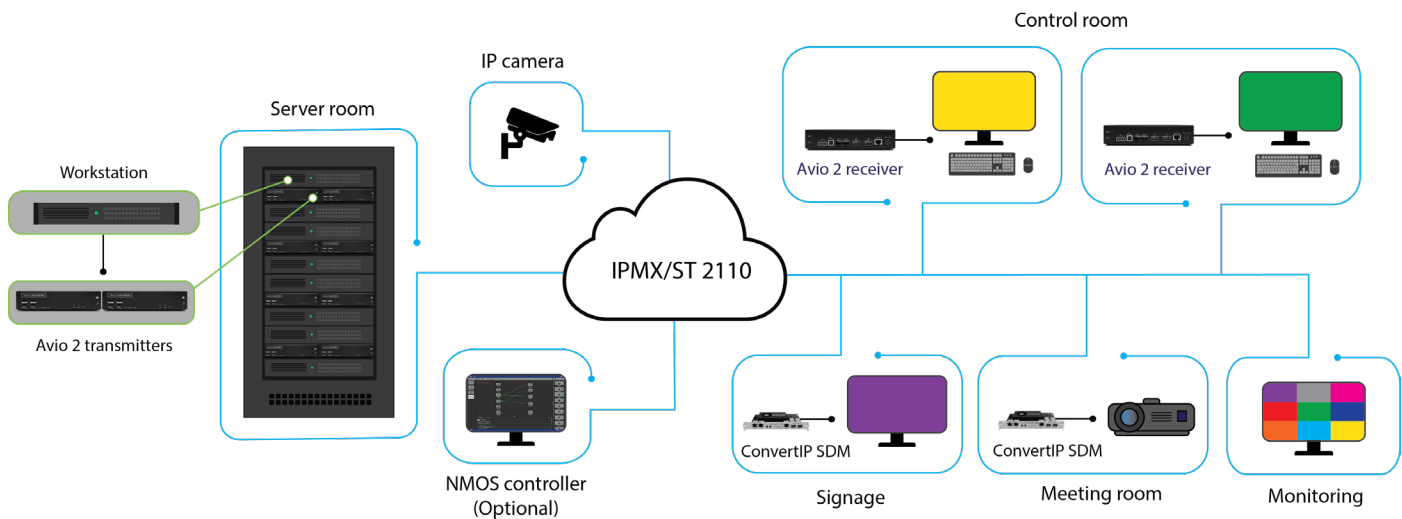 Control room
IP camera
Server room
Workstation
Avio 2 receiver
Avio 2 receiver
IPMX/ST 2110
Avio 2 transmitters
ConvertIP SDM
ConvertIP SDM
NMOS controller
(Optional)
Signage
Meeting room
Monitoring